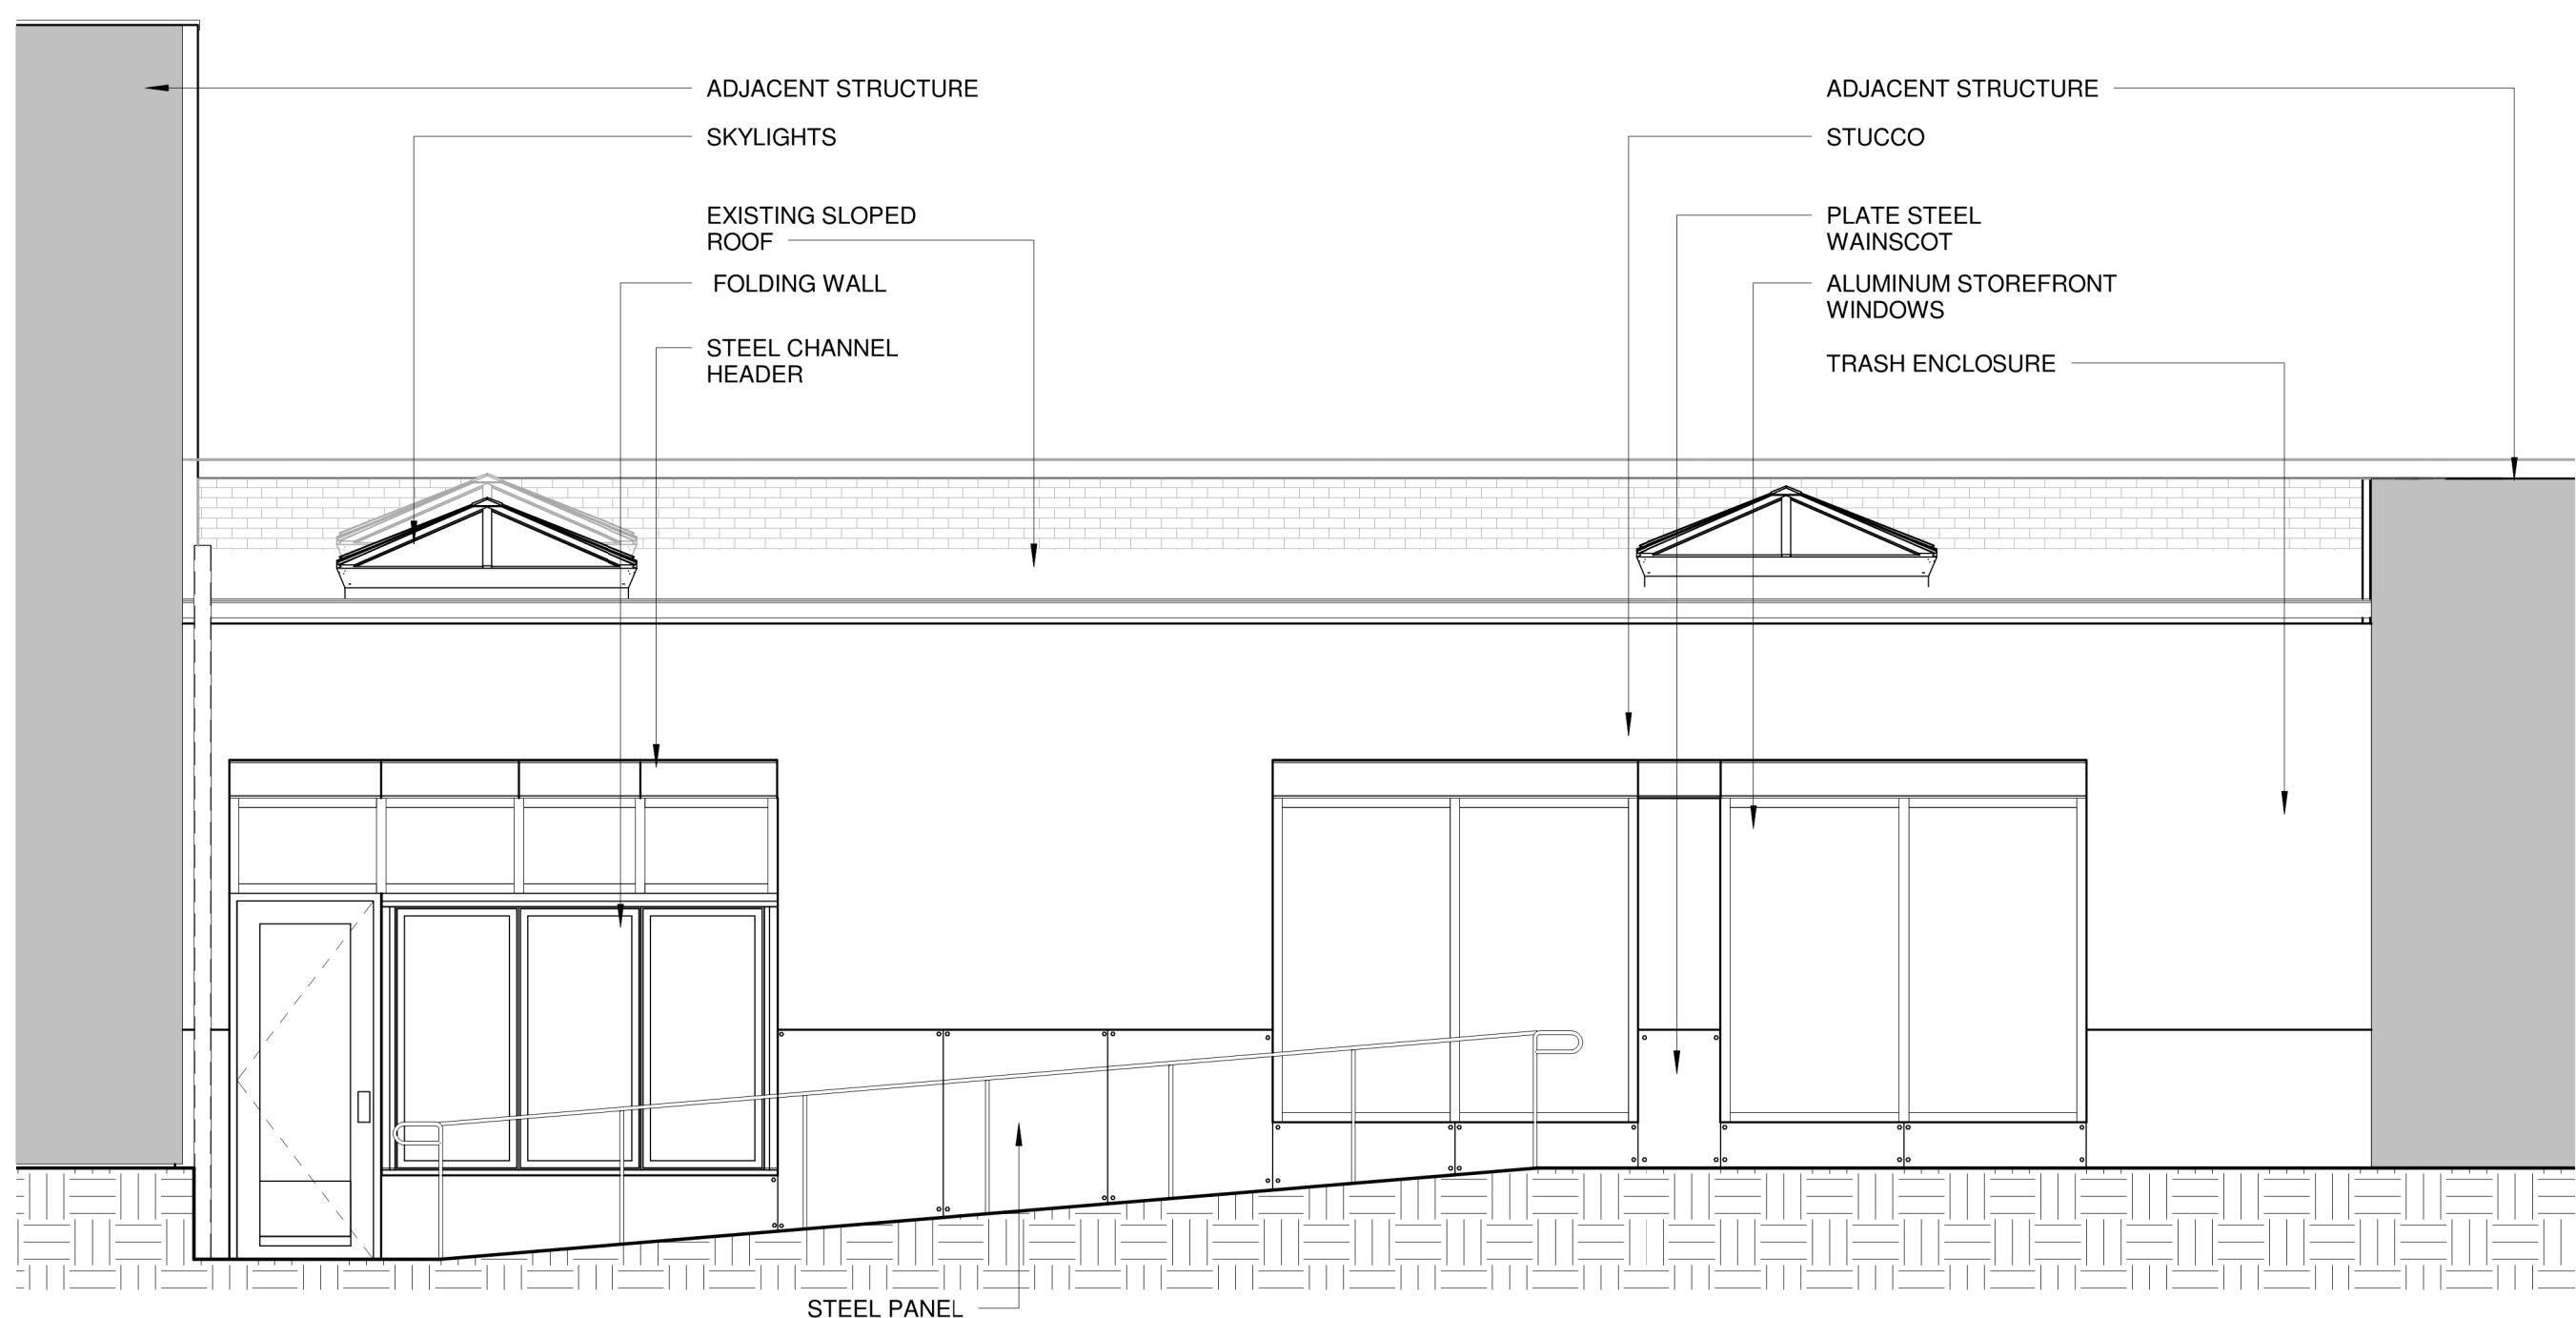 ADJACENT STRUCTURE
SKYLIGHTS
EXISTING SLOPED
ROOF
FOLDING WALL
STEEL CHANNEL
HEADER
ADJACENT STRUCTURE
STUCCO
PLATE STEEL
WAINSCOT
ALUMINUM STOREFRONT
WINDOWS
TRASH ENCLOSURE
STEEL PANEL